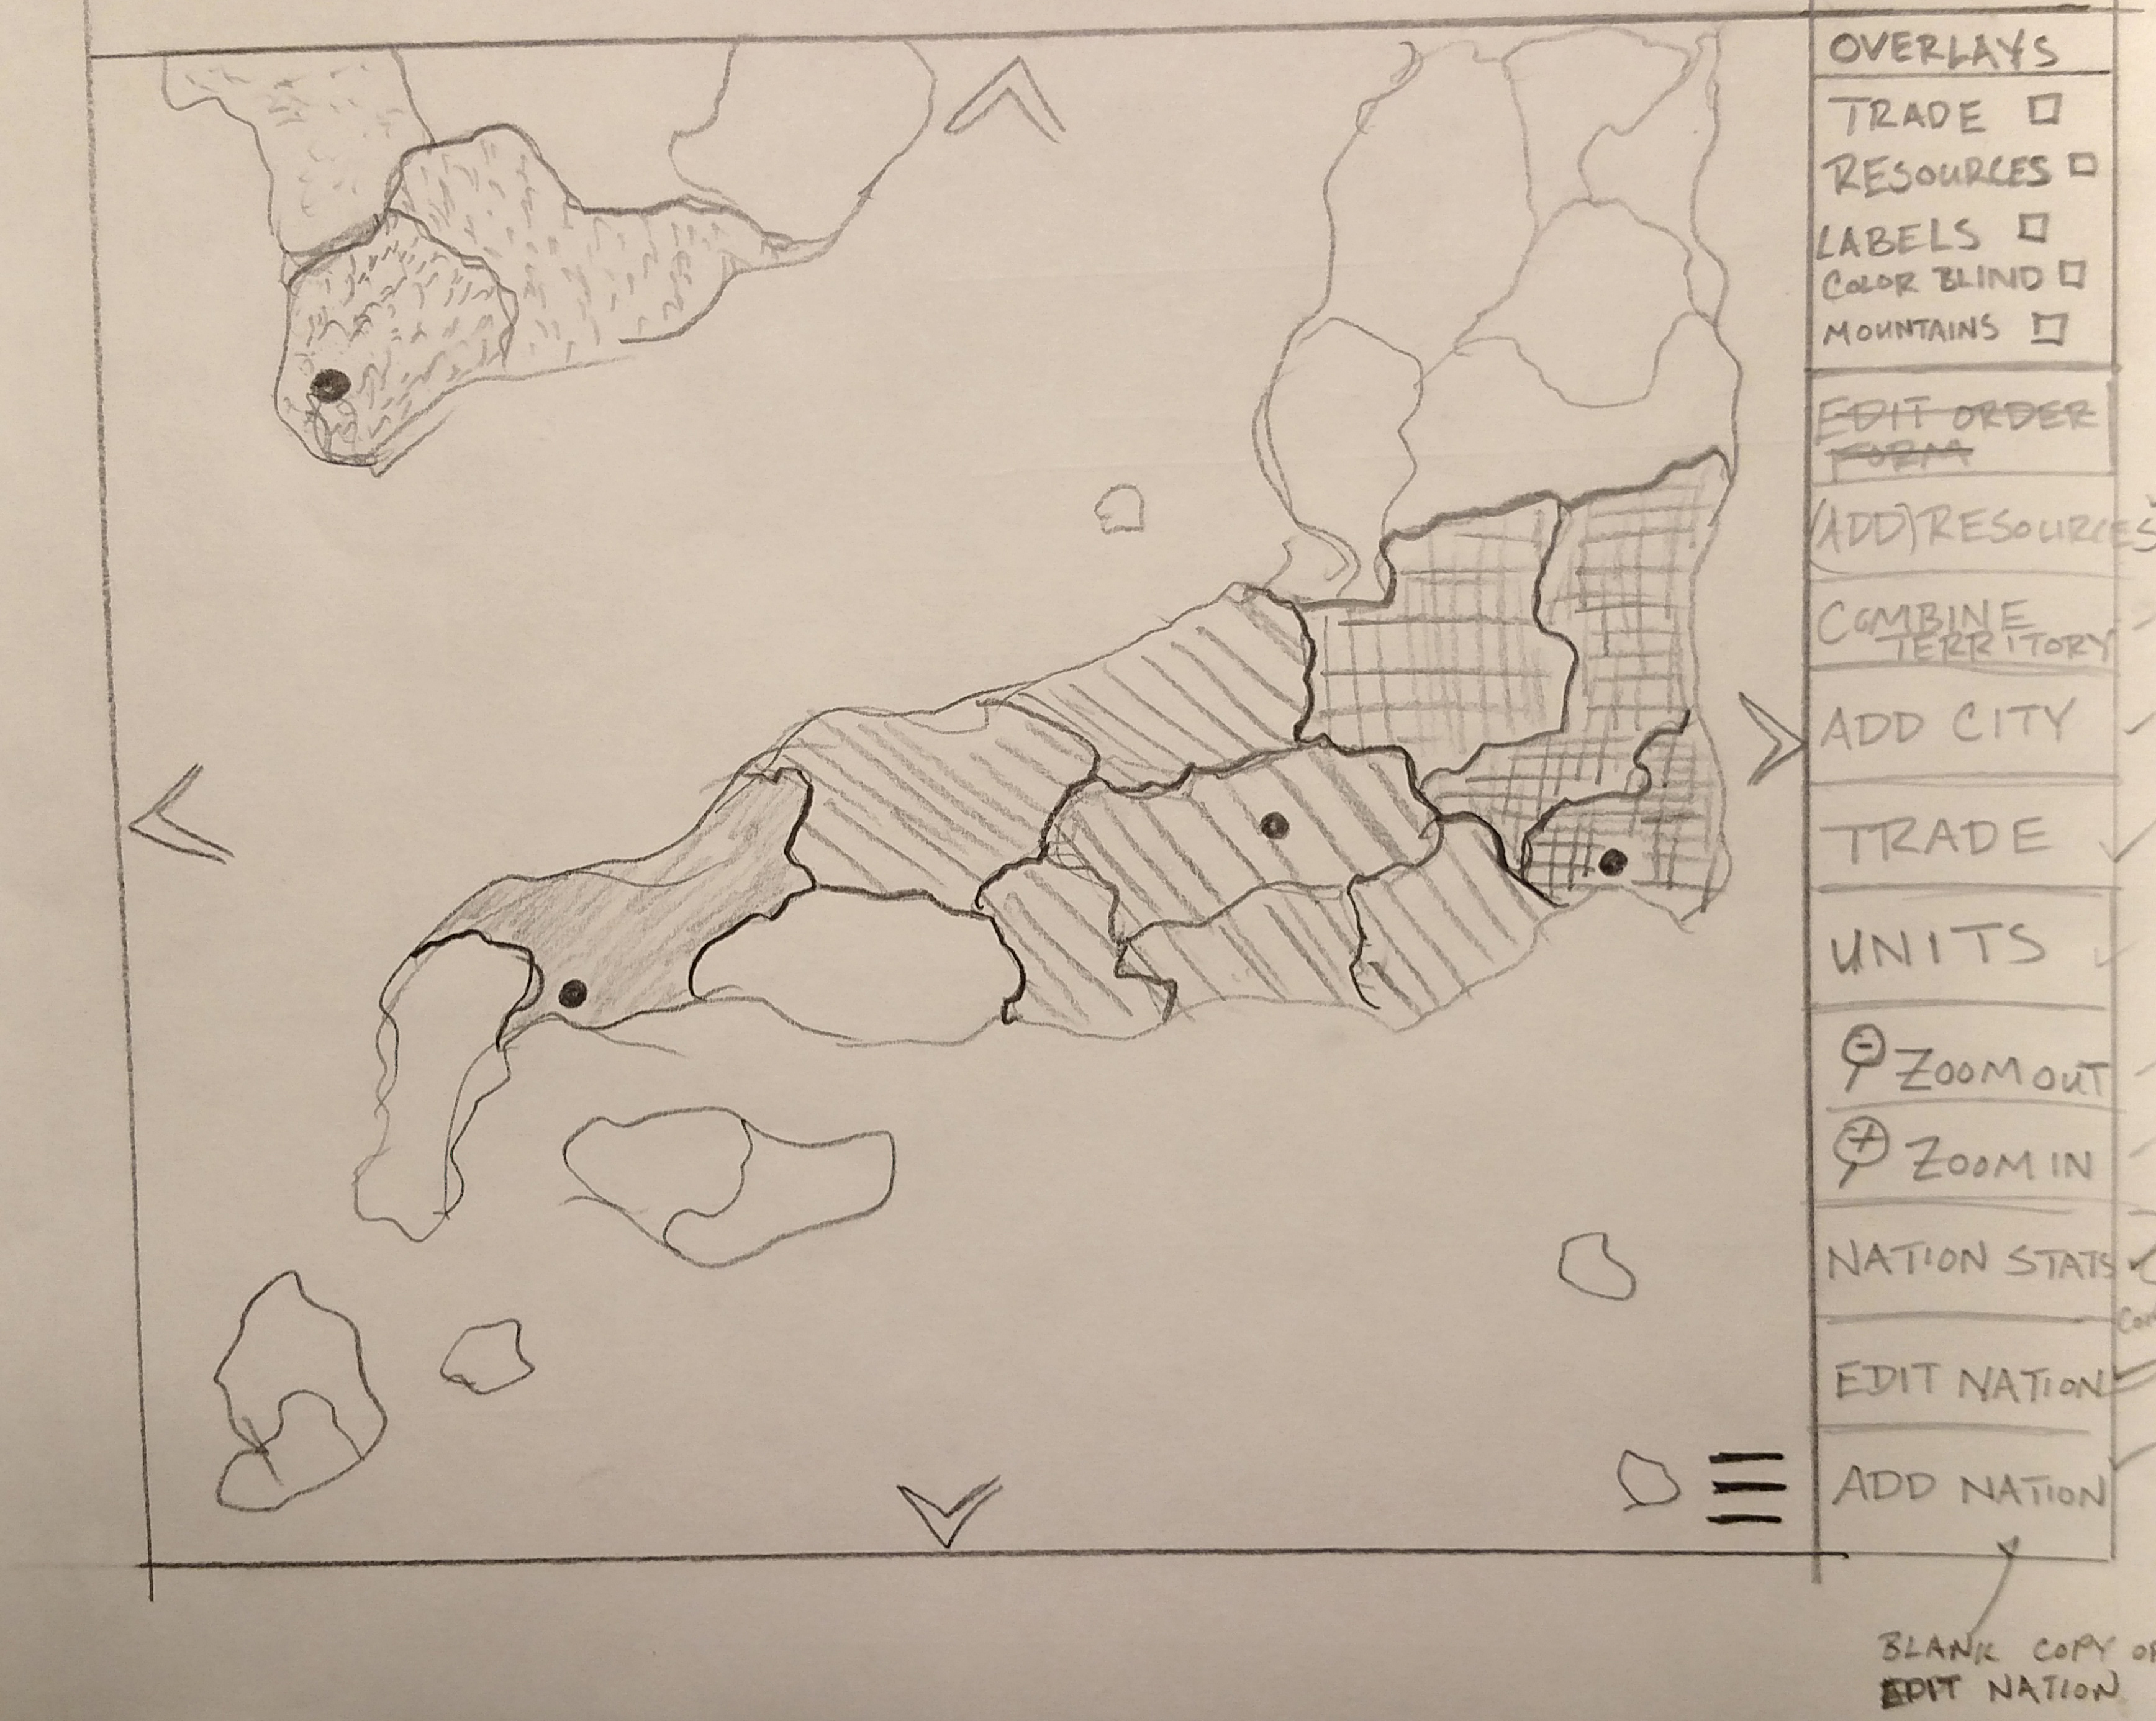 OVERLAYS
TRADE
RESOURCES
LABELS
COLOR BLIND
MOUNTAINS
EDIT ORDER
FORM
(ADD) RESOURCES
COMBINE
TERRITORY
ADD CITY
TRADE
UNITS
- ZOOM OUT
+ ZOOM IN
NATION STATS
EDIT NATION
ADD NATION
BLANK COPY OF
EDIT NATION